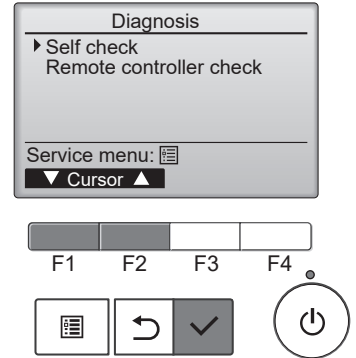 Diagnosis
Self check
Remote controller check
Service menu:
▼ Cursor ▲
F1 F2 F3 F4